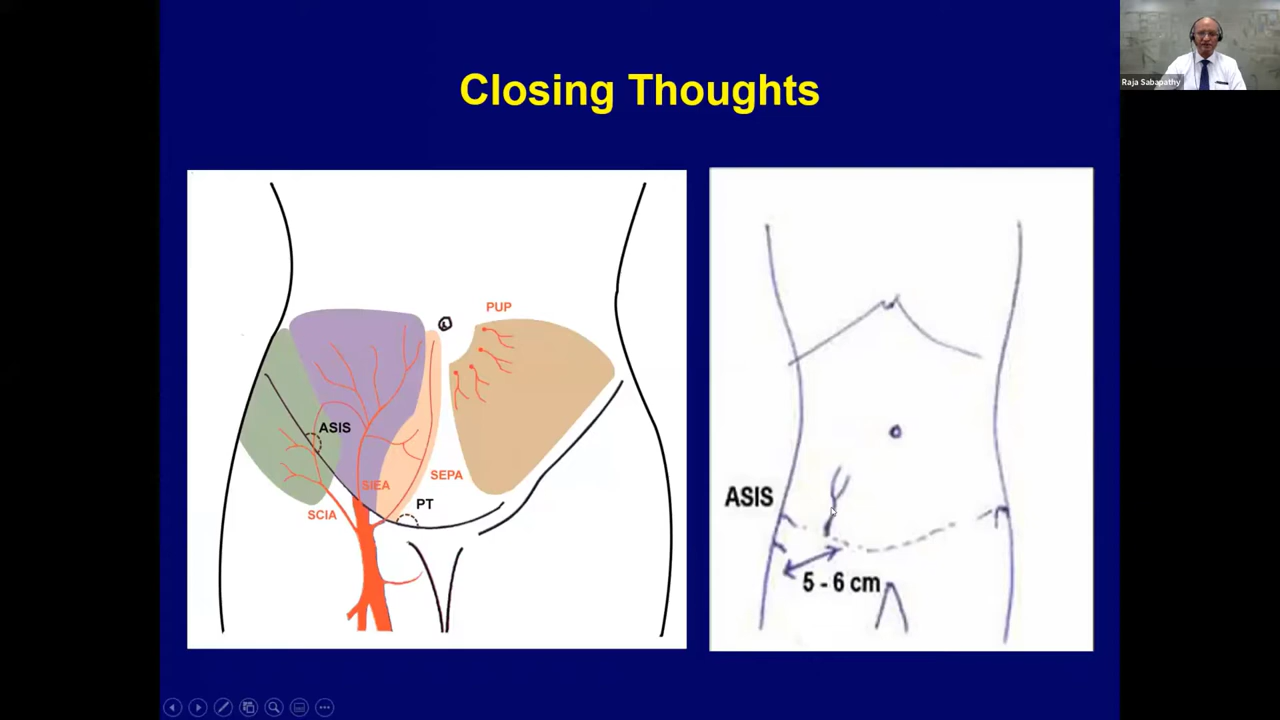 Closing Thoughts
Raja Sabapathy
PUP
ASIS
SEPA
SIEA
PT
SCIA
ASIS
5 - 6 cm